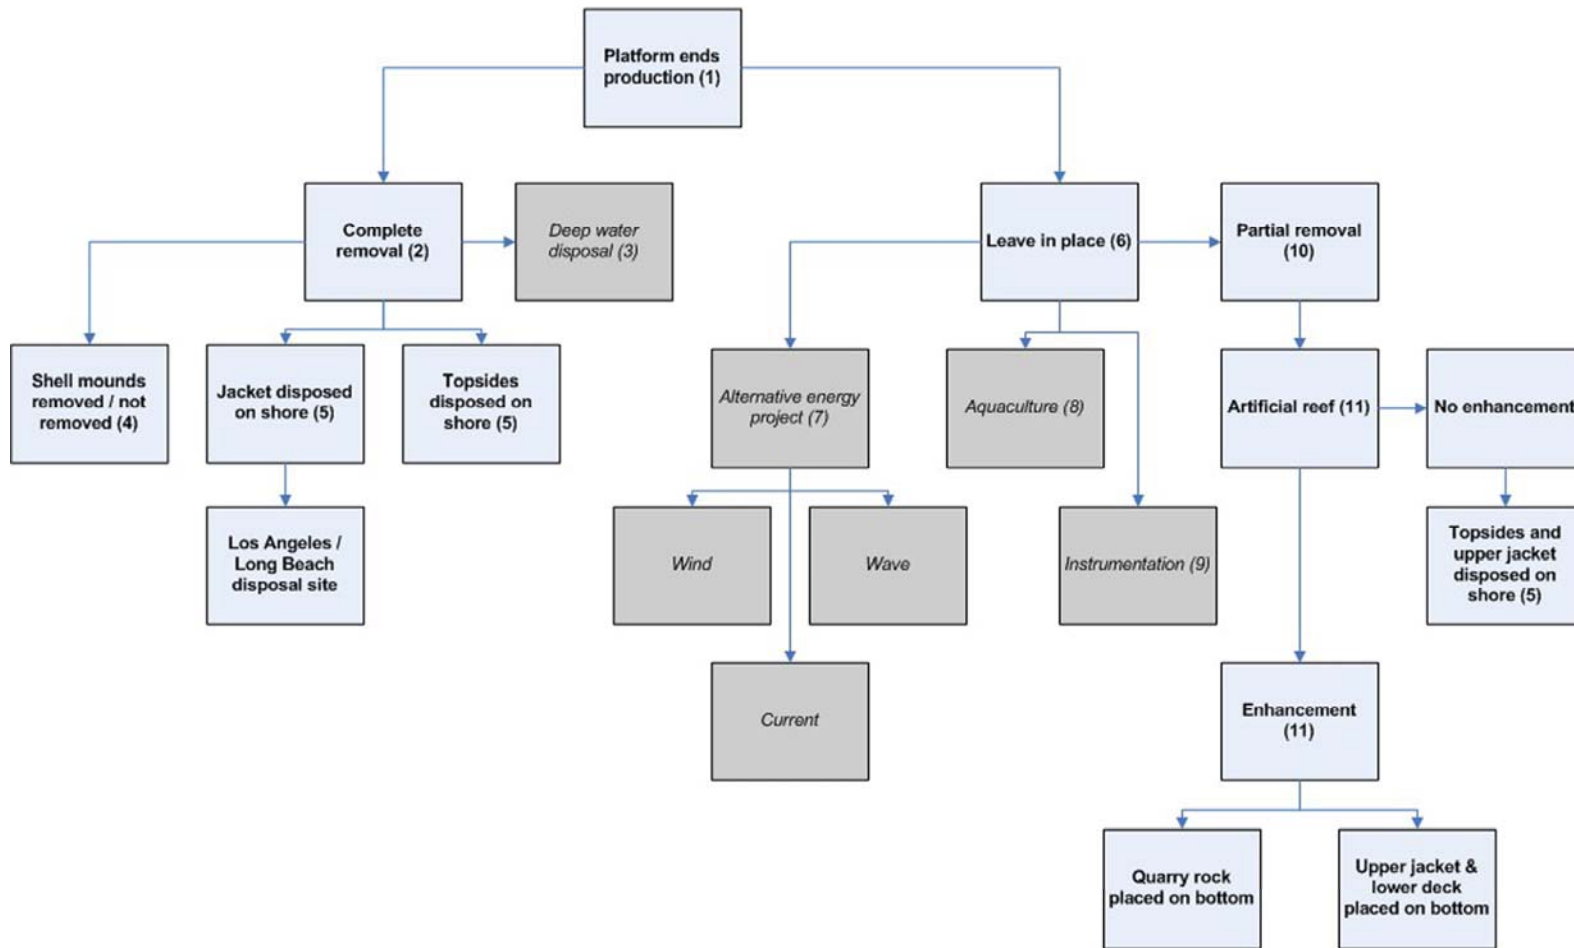 Platform ends
production (1)
Complete
removal (2)
Deep water
disposal (3)
Leave in place (6)
Partial removal
(10)
Shell mounds
removed / not
removed (4)
Jacket disposed
on shore (5)
Topsides
disposed on
shore (5)
Alternative energy
project (7)
Aquaculture (8)
Artificial reef (11)
No enhancement
Los Angeles /
Long Beach
disposal site
Wind
Wave
Instrumentation (9)
Topsides and
upper jacket
disposed on
shore (5)
Current
Enhancement
(11)
Quarry rock
placed on bottom
Upper jacket &
lower deck
placed on bottom